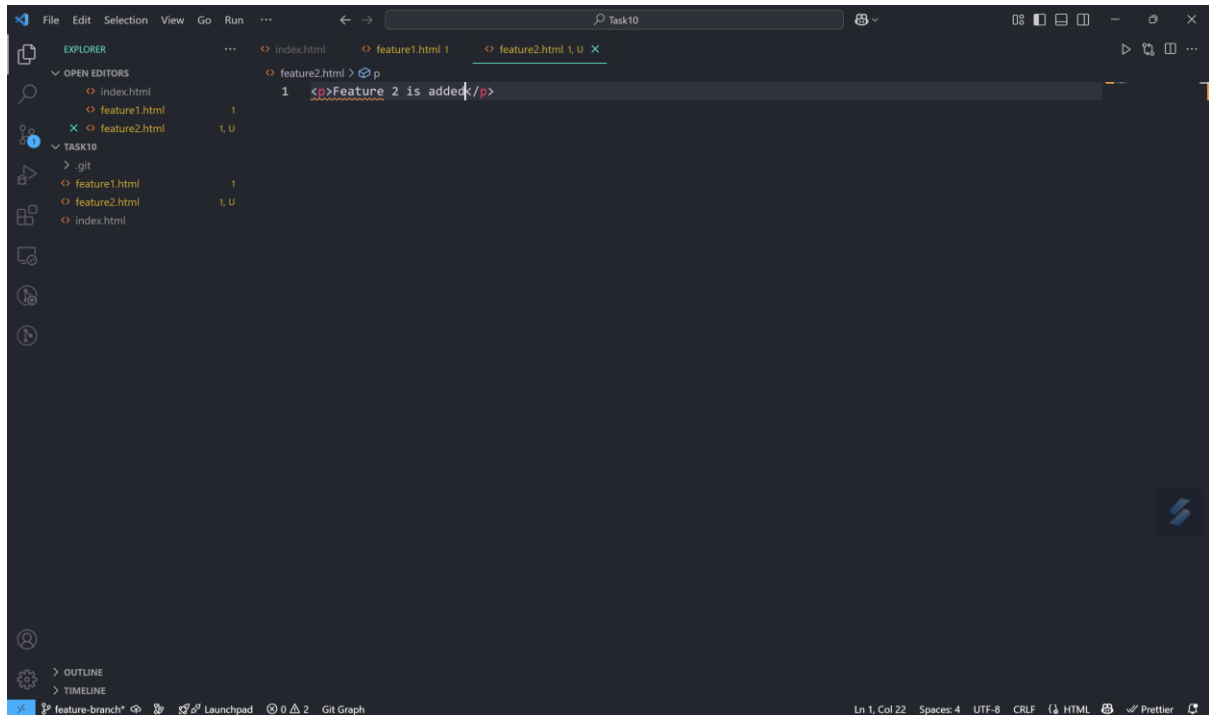 File Edit Selection View Go Run ··· Task10
EXPLORER ···
OPEN EDITORS
index.html
feature1.html 1
feature2.html 1, U
TASK10
.git
feature1.html 1
feature2.html 1, U
index.html
OUTLINE
TIMELINE
index.html feature1.html 1 feature2.html 1, U
feature2.html > p
1 <p>Feature 2 is added</p>
1
feature-branch* Launchpad 0 2 Git Graph Ln 1, Col 22 Spaces: 4 UTF-8 CRLF HTML Prettier